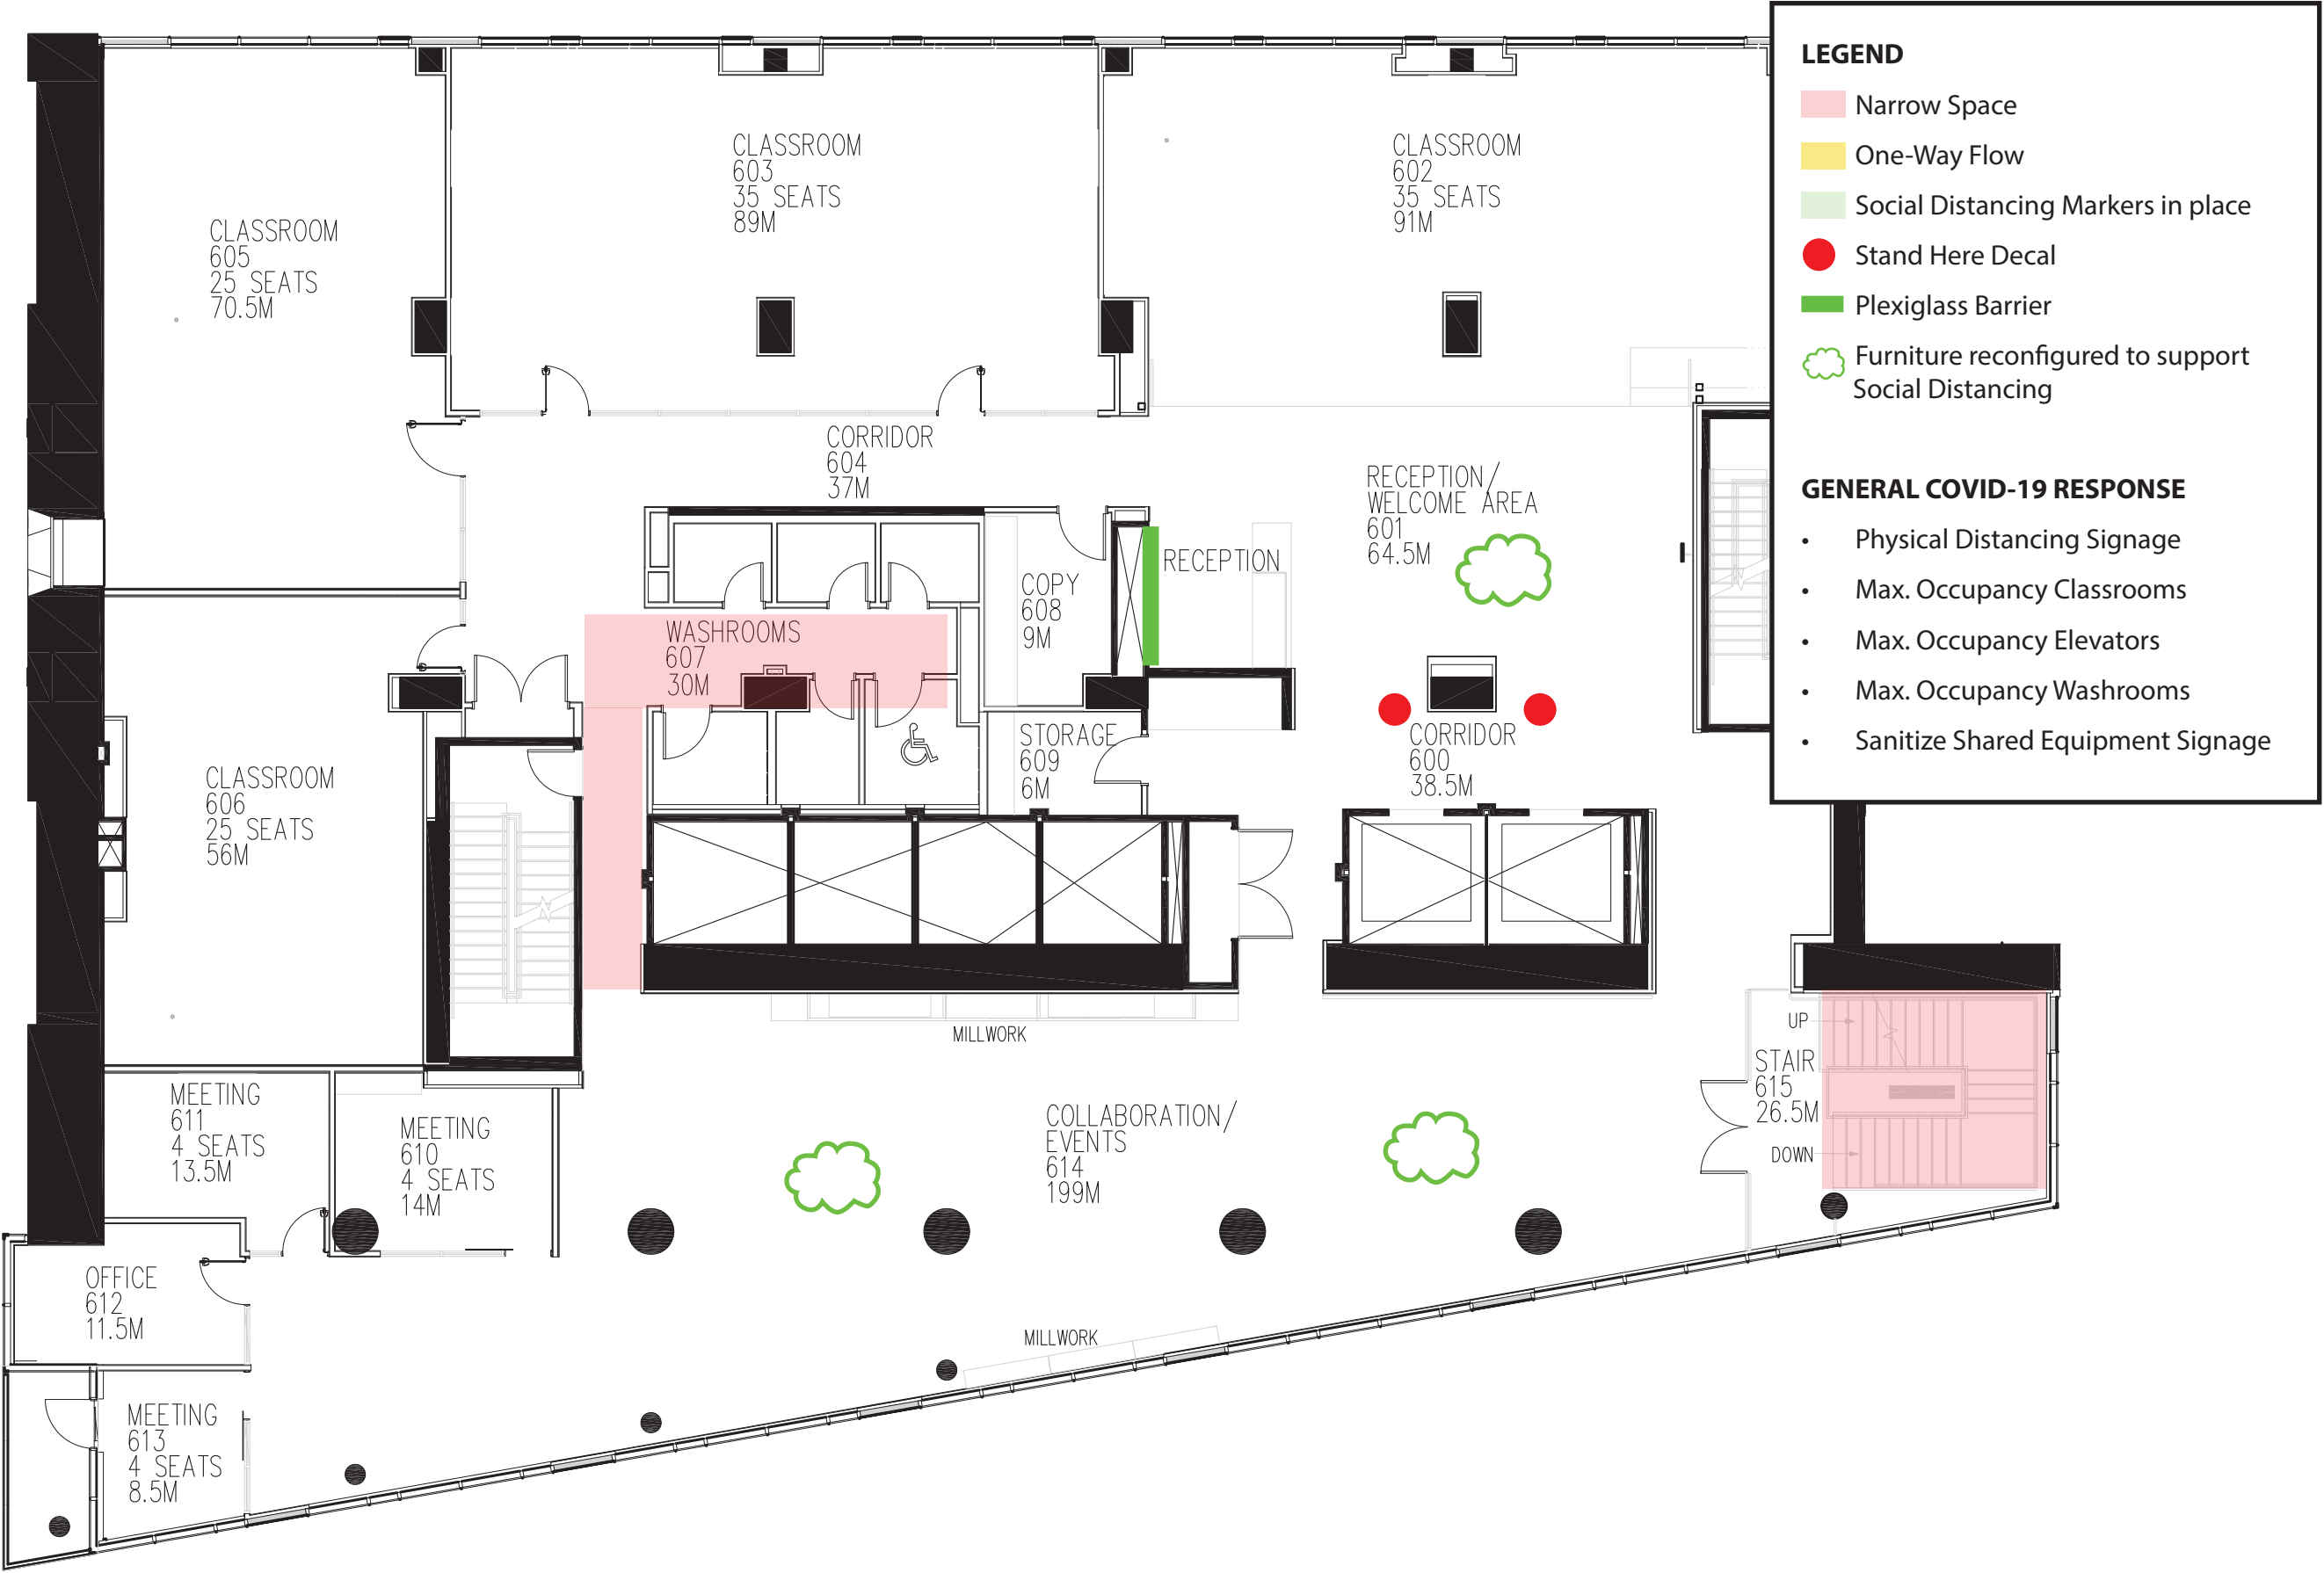 LEGEND
Narrow Space
One-Way Flow
Social Distancing Markers in place
Stand Here Decal
Plexiglass Barrier
Furniture reconfigured to support
Social Distancing
GENERAL COVID-19 RESPONSE
• Physical Distancing Signage
• Max. Occupancy Classrooms
• Max. Occupancy Elevators
• Max. Occupancy Washrooms
• Sanitize Shared Equipment Signage
CLASSROOM
605
25 SEATS
70.5M
CLASSROOM
603
35 SEATS
89M
CLASSROOM
602
35 SEATS
91M
CORRIDOR
604
37M
RECEPTION/
WELCOME AREA
601
64.5M
RECEPTION
COPY
608
9M
WASHROOMS
607
30M
STORAGE
609
6M
CORRIDOR
600
38.5M
CLASSROOM
606
25 SEATS
56M
MILLWORK
UP
STAIR
615
26.5M
DOWN
MEETING
611
4 SEATS
13.5M
MEETING
610
4 SEATS
14M
COLLABORATION/
EVENTS
614
199M
OFFICE
612
11.5M
MILLWORK
MEETING
613
4 SEATS
8.5M